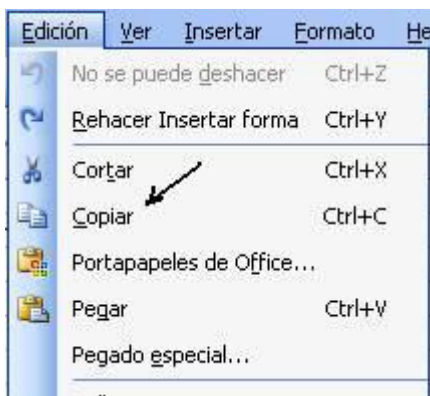 Edición Ver Insertar Formato He
No se puede deshacer Ctrl+Z
Rehacer Insertar forma Ctrl+Y
Cortar Ctrl+X
Copiar Ctrl+C
Portapapeles de Office...
Pegar Ctrl+V
Pegado especial...